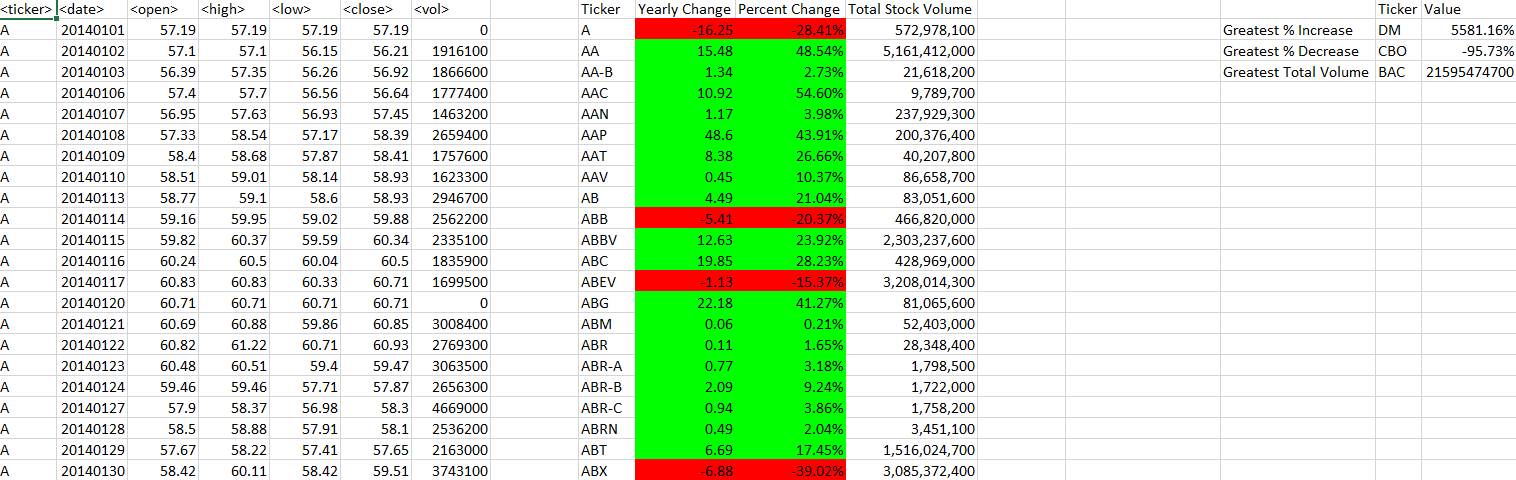 <ticker> <date> <open> <high> <low> <close> <vol> Ticker Yearly Change Percent Change Total Stock Volume Ticker Value
A 20140101 57.19 57.19 57.19 57.19 0 A -16.25 -28.41% 572,978,100 Greatest % Increase DM 5581.16%
A 20140102 57.1 57.1 56.15 56.21 1916100 AA 15.48 48.54% 5,161,412,000 Greatest % Decrease CBO -95.73%
A 20140103 56.39 57.35 56.26 56.92 1866600 AA-B 1.34 2.73% 21,618,200 Greatest Total Volume BAC 21595474700
A 20140106 57.4 57.7 56.56 56.64 1777400 AAC 10.92 54.60% 9,789,700
A 20140107 56.95 57.63 56.93 57.45 1463200 AAN 1.17 3.98% 237,929,300
A 20140108 57.33 58.54 57.17 58.39 2659400 AAP 48.6 43.91% 200,376,400
A 20140109 58.4 58.68 57.87 58.41 1757600 AAT 8.38 26.66% 40,207,800
A 20140110 58.51 59.01 58.14 58.93 1623300 AAV 0.45 10.37% 86,658,700
A 20140113 58.77 59.1 58.6 58.93 2946700 AB 4.49 21.04% 83,051,600
A 20140114 59.16 59.95 59.02 59.88 2562200 ABB -5.41 -20.37% 466,820,000
A 20140115 59.82 60.37 59.59 60.34 2335100 ABBV 12.63 23.92% 2,303,237,600
A 20140116 60.24 60.5 60.04 60.5 1835900 ABC 19.85 28.23% 428,969,000
A 20140117 60.83 60.83 60.33 60.71 1699500 ABEV -1.13 -15.37% 3,208,014,300
A 20140120 60.71 60.71 60.71 60.71 0 ABG 22.18 41.27% 81,065,600
A 20140121 60.69 60.88 59.86 60.85 3008400 ABM 0.06 0.21% 52,403,000
A 20140122 60.82 61.22 60.71 60.93 2769300 ABR 0.11 1.65% 28,348,400
A 20140123 60.48 60.51 59.4 59.47 3063500 ABR-A 0.77 3.18% 1,798,500
A 20140124 59.46 59.46 57.71 57.87 2656300 ABR-B 2.09 9.24% 1,722,000
A 20140127 57.9 58.37 56.98 58.3 4669000 ABR-C 0.94 3.86% 1,758,200
A 20140128 58.5 58.88 57.91 58.1 2536200 ABRN 0.49 2.04% 3,451,100
A 20140129 57.67 58.22 57.41 57.65 2163000 ABT 6.69 17.45% 1,516,024,700
A 20140130 58.42 60.11 58.42 59.51 3743100 ABX -6.88 -39.02% 3,085,372,400